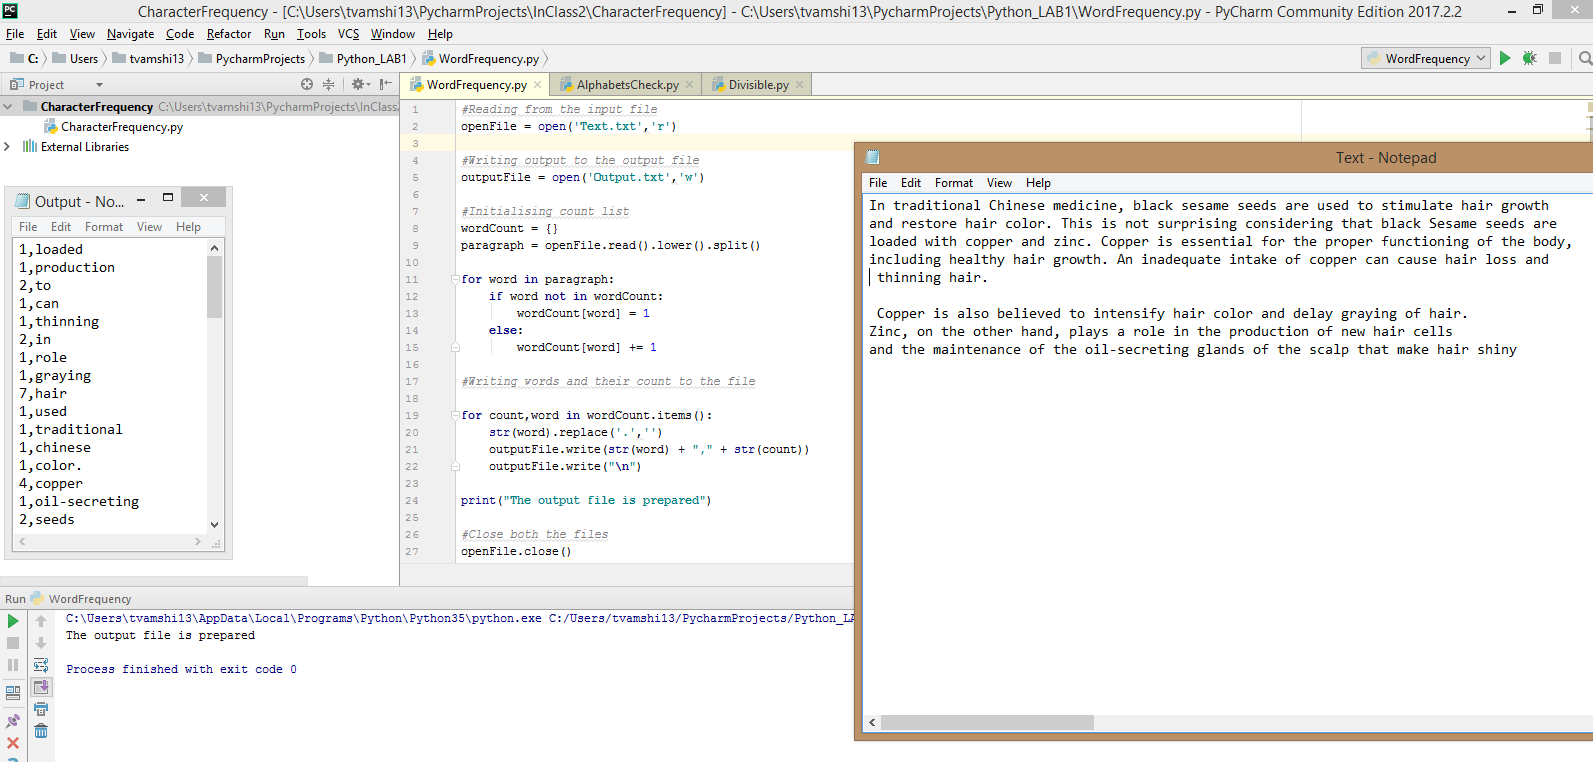 CharacterFrequency - [C:\Users\tvamshi13\PycharmProjects\InClass2\CharacterFrequency] - C:\Users\tvamshi13\PycharmProjects\Python_LAB1\WordFrequency.py - PyCharm Community Edition 2017.2.2
File Edit View Navigate Code Refactor Run Tools VCS Window Help
C: Users tvamshi13 PycharmProjects Python_LAB1 WordFrequency.py
WordFrequency
Project
WordFrequency.py AlphabetsCheck.py Divisible.py
CharacterFrequency C:\Users\tvamshi13\PycharmProjects\InClass
CharacterFrequency.py
External Libraries
Output - No...
File Edit Format View Help
1,loaded
1,production
2,to
1,can
1,thinning
2,in
1,role
1,graying
7,hair
1,used
1,traditional
1,chinese
1,color.
4,copper
1,oil-secreting
2,seeds
1 #Reading from the input file
2 openFile = open('Text.txt','r')
3
4 #Writing output to the output file
5 outputFile = open('Output.txt','w')
6
7 #Initialising count list
8 wordCount = {}
9 paragraph = openFile.read().lower().split()
10
11 for word in paragraph:
12     if word not in wordCount:
13         wordCount[word] = 1
14     else:
15         wordCount[word] += 1
16
17 #Writing words and their count to the file
18
19 for count,word in wordCount.items():
20     str(word).replace('.','')
21     outputFile.write(str(word) + "," + str(count))
22     outputFile.write("\n")
23
24 print("The output file is prepared")
25
26 #Close both the files
27 openFile.close()
Text - Notepad
File Edit Format View Help
In traditional Chinese medicine, black sesame seeds are used to stimulate hair growth
and restore hair color. This is not surprising considering that black Sesame seeds are
loaded with copper and zinc. Copper is essential for the proper functioning of the body,
including healthy hair growth. An inadequate intake of copper can cause hair loss and
thinning hair.
Copper is also believed to intensify hair color and delay graying of hair.
Zinc, on the other hand, plays a role in the production of new hair cells
and the maintenance of the oil-secreting glands of the scalp that make hair shiny
Run WordFrequency
C:\Users\tvamshi13\AppData\Local\Programs\Python\Python35\python.exe C:/Users/tvamshi13/PycharmProjects/Python_LA
The output file is prepared
Process finished with exit code 0